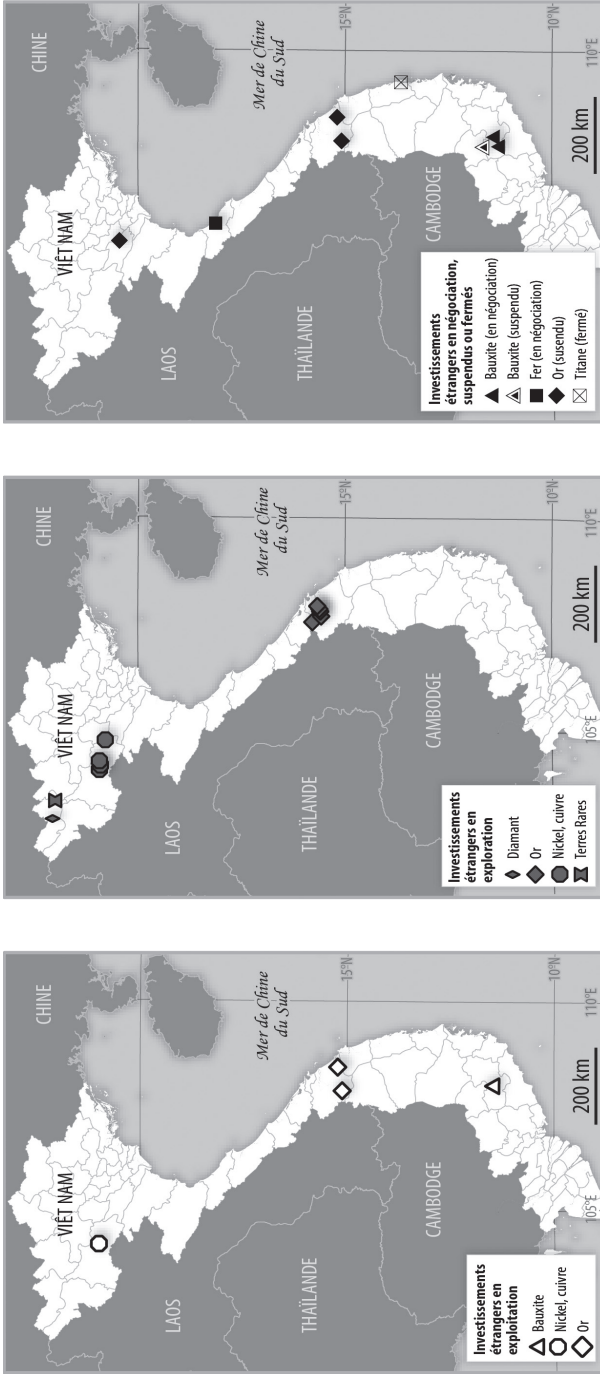 CHINE
VIÊT NAM
LAOS
Mer de Chine
du Sud
THAÏLANDE
15°N
CAMBODGE
10°N
105°E
110°E
Investissements
étrangers en
exploitation
Bauxite
Nickel, cuivre
Or
200 km
CHINE
VIÊT NAM
LAOS
Mer de Chine
du Sud
THAÏLANDE
15°N
CAMBODGE
10°N
105°E
110°E
Investissements
étrangers en
exploration
Diamant
Or
Nickel, cuivre
Terres Rares
200 km
CHINE
VIÊT NAM
LAOS
Mer de Chine
du Sud
THAÏLANDE
15°N
CAMBODGE
10°N
110°E
Investissements
étrangers en négociation,
suspendus ou fermés
Bauxite (en négociation)
Bauxite (suspendu)
Fer (en négociation)
Or (susendu)
Titane (fermé)
200 km